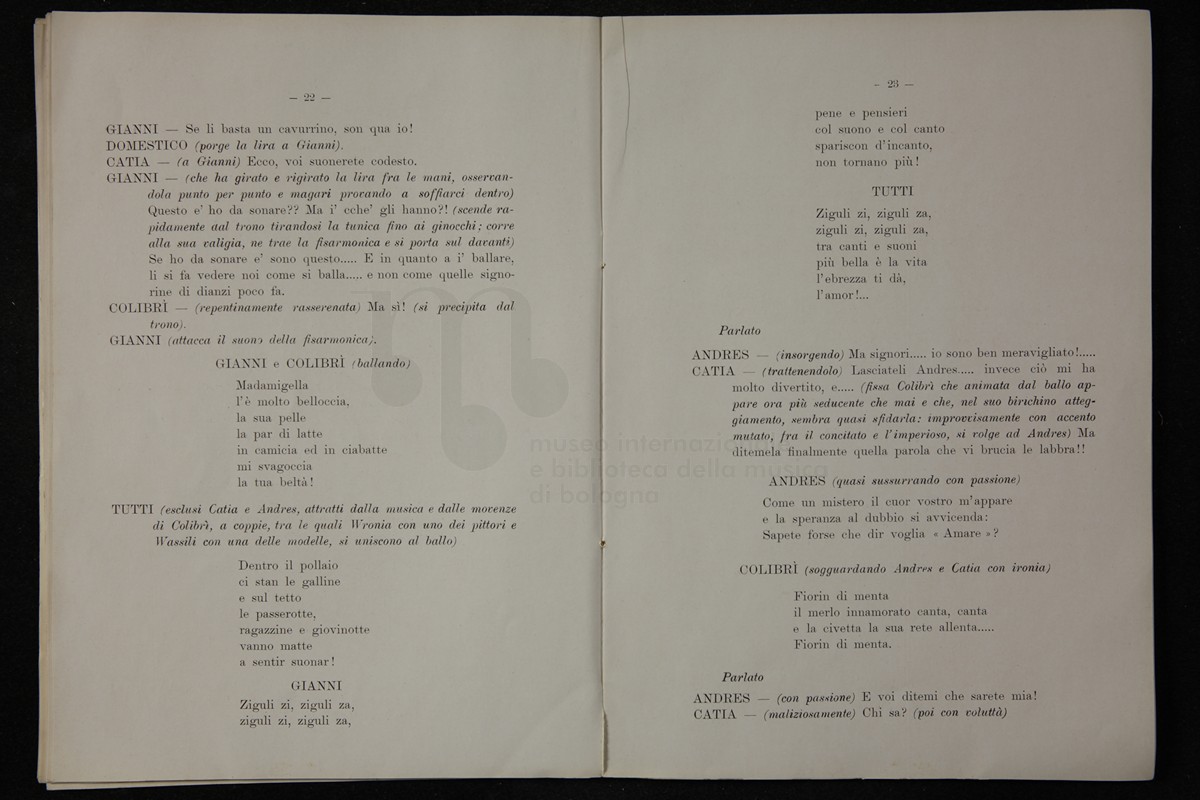 — 22 —
GIANNI — Se li basta un cavurrino, son qua io!
DOMESTICO (porge la lira a Gianni).
CATIA — (a Gianni) Ecco, voi suonerete codesto.
GIANNI — (che ha girato e rigirato la lira fra le mani, osservan-
dola punto per punto e magari provando a soffiarci dentro)
Questo e' ho da sonare?? Ma i' cche' gli hanno?! (scende ra-
pidamente aal trono tirandosi la tunica fino ai ginocchi; corre
alla sua valigia, ne trae la fisarmonica e si porta sul davanti)
Se ho da sonare e' sono questo..... E in quanto a i' ballare,
li si fa vedere noi come si balla..... e non come quelle signo-
rine di dianzi poco fa.
COLIBRÌ — (repentinamente rasserenata) Ma sì! (si precipita dal
trono).
GIANNI (attacca il suono della fisarmonica).
GIANNI e COLIBRÌ (ballando)
Madamigella
l'è molto belloccia,
la sua pelle
la par di latte
in camicia ed in ciabatte
mi svagoccia
la tua beltà!
TUTTI (esclusi Catia e Andres, attratti dalla musica e dalle movenze
di Colibrì, a coppie, tra le quali Wronia con uno dei pittori e
Wassili con una delle modelle, si uniscono al ballo)
Dentro il pollaio
ci stan le galline
e sul tetto
le passerotte,
ragazzine e giovinotte
vanno matte
a sentir suonar!
GIANNI
Ziguli zi, ziguli za,
ziguli zi, ziguli za,
— 23 —
pene e pensieri
col suono e col canto
spariscon d'incanto,
non tornano più!
TUTTI
Ziguli zi, ziguli za,
ziguli zi, ziguli za,
tra canti e suoni
più bella è la vita
l'ebrezza ti dà,
l'amor!...
Parlato
ANDRES — (insorgendo) Ma signori..... io sono ben meravigliato!.....
CATIA — (trattenendolo) Lasciateli Andres..... invece ciò mi ha
molto divertito, e..... (fissa Colibrì che animata dal ballo ap-
pare ora più seducente che mai e che, nel suo birichino atteg-
giamento, sembra quasi sfidarla: improvvisamente con accento
mutato, fra il concitato e l'imperioso, si volge ad Andres) Ma
ditemela finalmente quella parola che vi brucia le labbra!!
ANDRES (quasi sussurrando con passione)
Come un mistero il cuor vostro m'appare
e la speranza al dubbio si avvicenda:
Sapete forse che dir voglia « Amare »?
COLIBRÌ (sogguardando Andres e Catia con ironia)
Fiorin di menta
il merlo innamorato canta, canta
e la civetta la sua rete allenta.....
Fiorin di menta.
Parlato
ANDRES — (con passione) E voi ditemi che sarete mia!
CATIA — (maliziosamente) Chi sa? (poi con voluttà)
museo internazionale
e biblioteca della musica
di bologna